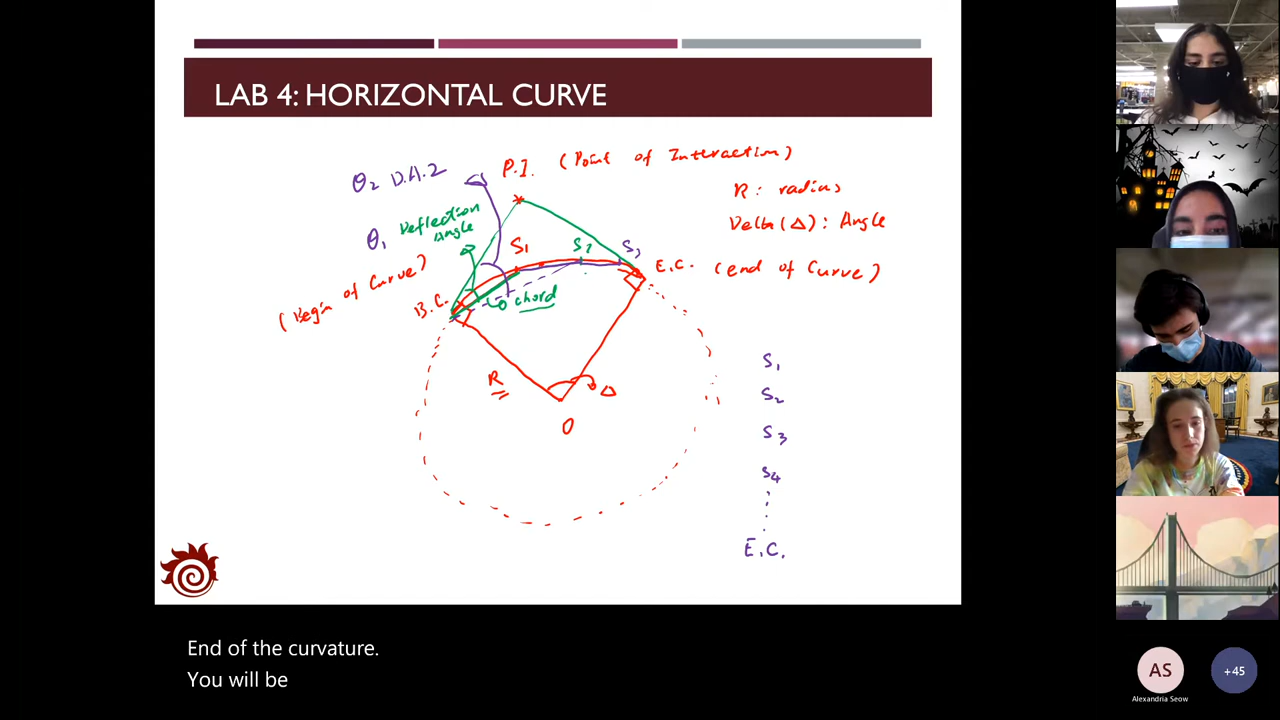 LAB 4: HORIZONTAL CURVE
P.I. (Point of Interaction)
θ2 D.A.2
R: radius
Delta (Δ): Angle
Deflection
Angle
θ1
S1
S2
S3
E.C. (end of Curve)
(Begin of Curve)
B.C.
chord
R
Δ
O
S1
S2
S3
S4
E.C.
End of the curvature.
You will be
AS
+45
Alexandria Seow